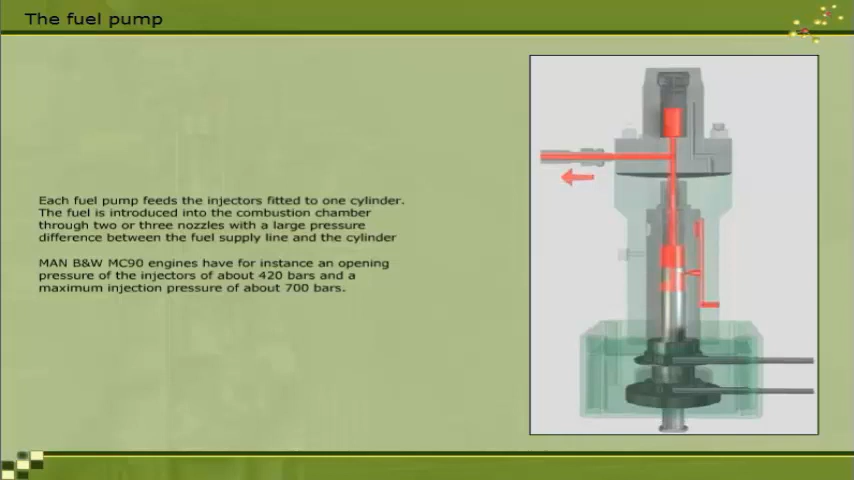 The fuel pump
Each fuel pump feeds the injectors fitted to one cylinder.
The fuel is introduced into the combustion chamber
through two or three nozzles with a large pressure
difference between the fuel supply line and the cylinder
MAN B&W MC90 engines have for instance an opening
pressure of the injectors of about 420 bars and a
maximum injection pressure of about 700 bars.